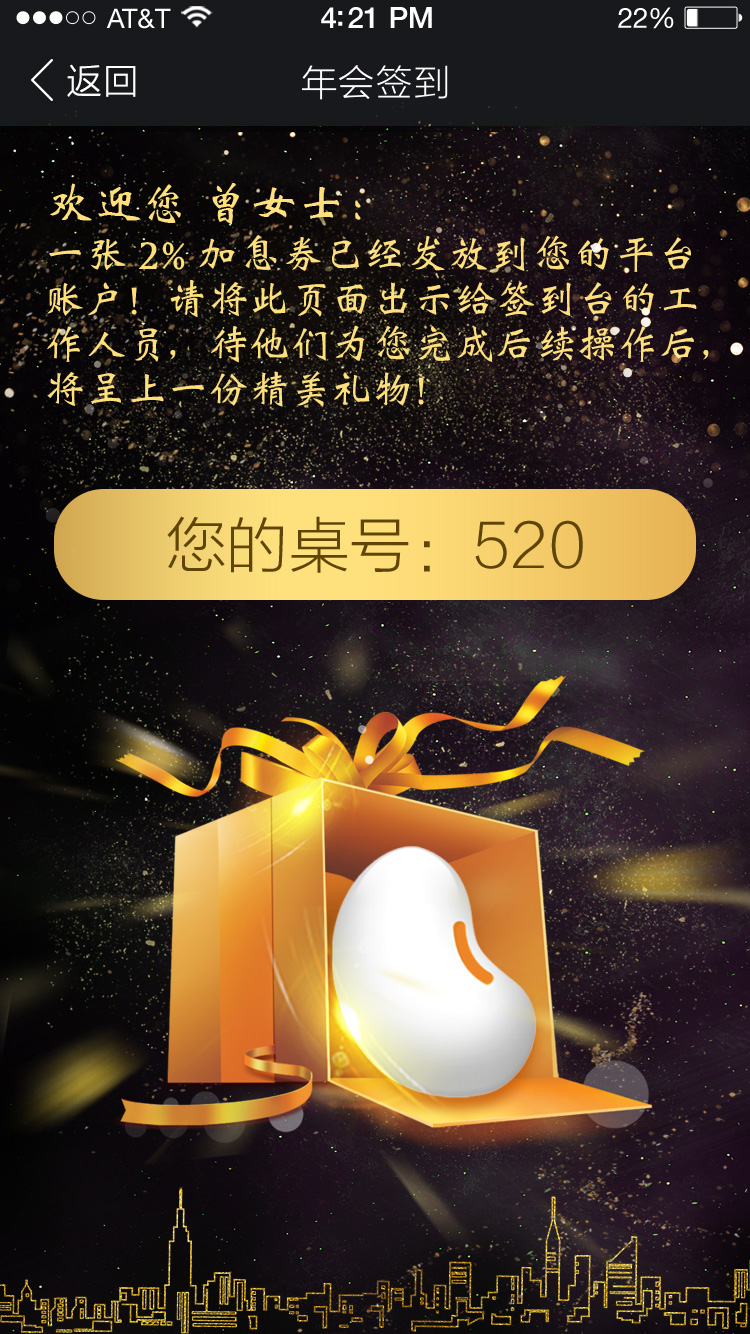 AT&T 4:21 PM 22%
返回 年会签到
欢迎您 曾女士：
一张 2% 加息券已经发放到您的平台
账户！请将此页面出示给签到台的工
作人员，待他们为您完成后续操作后，
将呈上一份精美礼物！
您的桌号：520